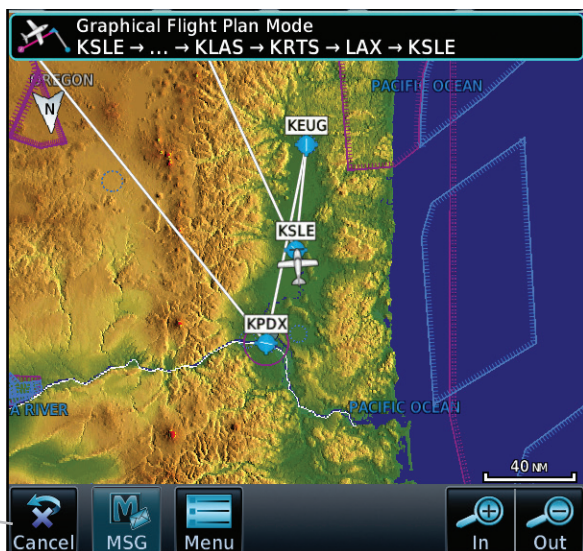 Graphical Flight Plan Mode
KSLE → ... → KLAS → KRTS → LAX → KSLE
OREGON
PACIFIC OCEAN
N
KEUG
KSLE
KPDX
A RIVER
PACIFIC OCEAN
40 NM
Cancel
MSG
Menu
In
Out